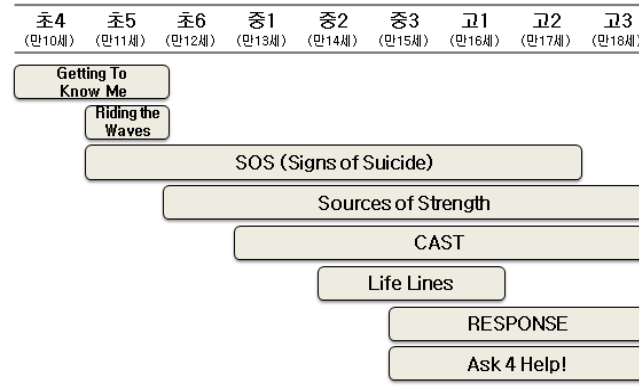 초4 초5 초6 중1 중2 중3 고1 고2 고3
(만10세) (만11세) (만12세) (만13세) (만14세) (만15세) (만16세) (만17세) (만18세)
Getting To
Know Me
Riding the
Waves
SOS (Signs of Suicide)
Sources of Strength
CAST
Life Lines
RESPONSE
Ask 4 Help!